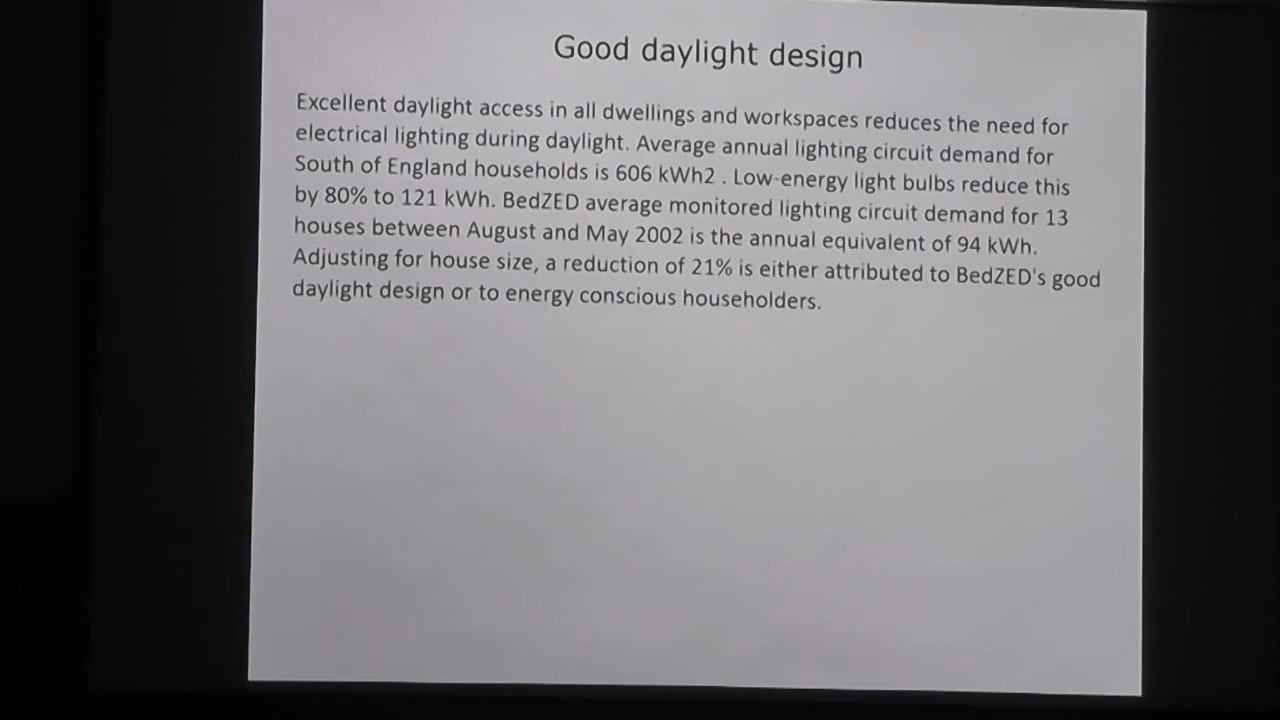 Good daylight design
Excellent daylight access in all dwellings and workspaces reduces the need for
electrical lighting during daylight. Average annual lighting circuit demand for
South of England households is 606 kWh2 . Low-energy light bulbs reduce this
by 80% to 121 kWh. BedZED average monitored lighting circuit demand for 13
houses between August and May 2002 is the annual equivalent of 94 kWh.
Adjusting for house size, a reduction of 21% is either attributed to BedZED's good
daylight design or to energy conscious householders.